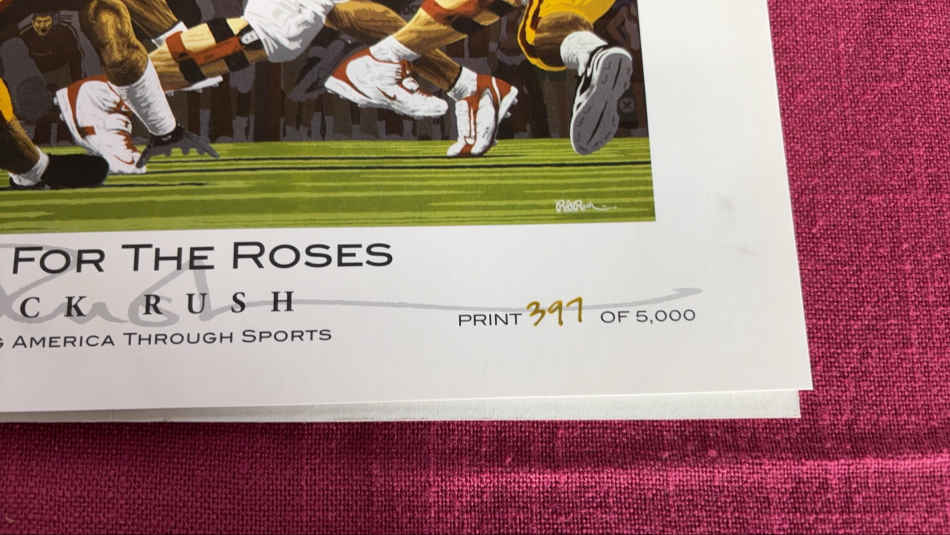 FOR THE ROSES
CK RUSH
AMERICA THROUGH SPORTS
PRINT 397 OF 5,000